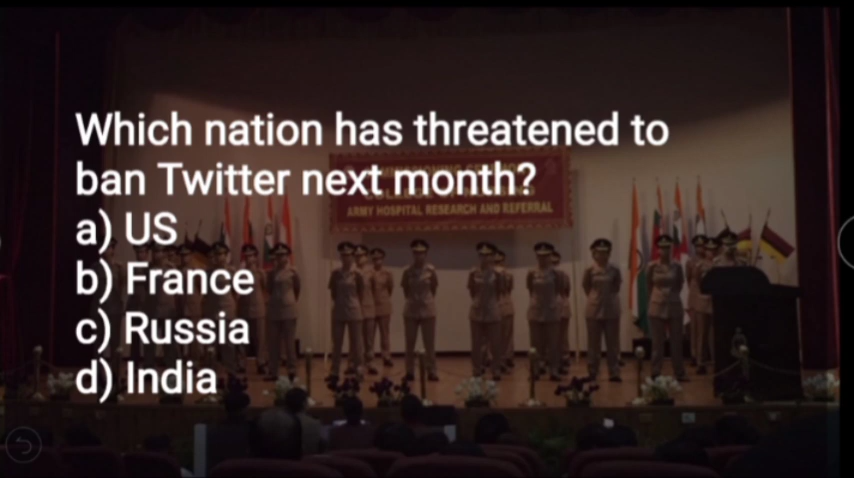 Which nation has threatened to
ban Twitter next month?
a) US
b) France
c) Russia
d) India
ARMY HOSPITAL RESEARCH AND REFERRAL